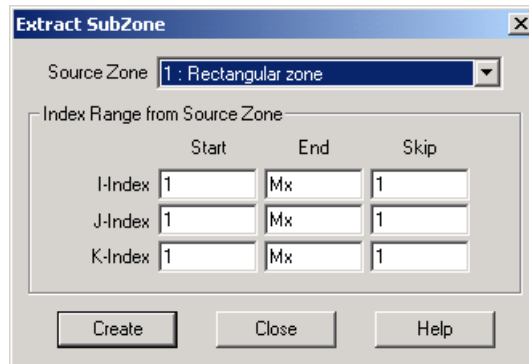 Extract SubZone
Source Zone 1 : Rectangular zone
Index Range from Source Zone
Start End Skip
I-Index 1 Mx 1
J-Index 1 Mx 1
K-Index 1 Mx 1
Create Close Help